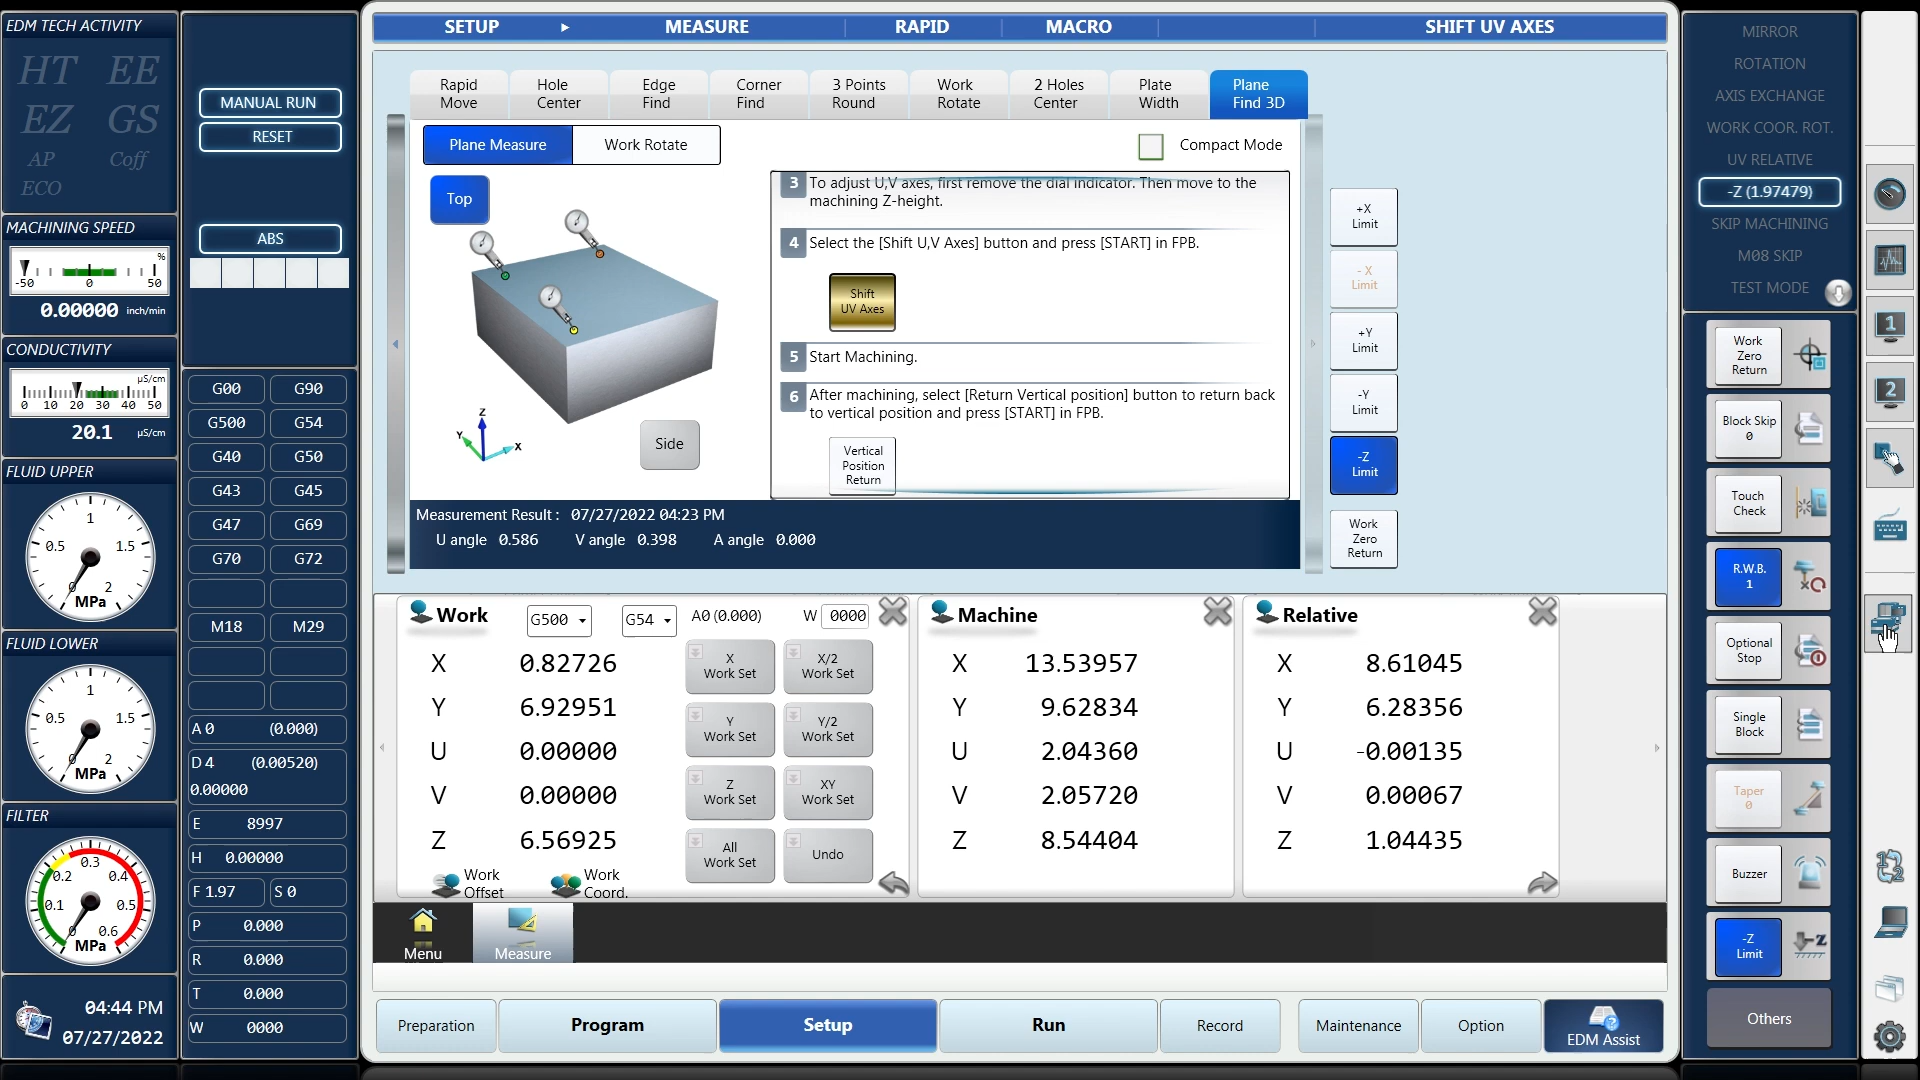 EDM TECH ACTIVITY
HT EE
EZ GS
AP Coff
ECO
MACHINING SPEED
%
-50 0 50
0.00000 inch/min
CONDUCTIVITY
µS/cm
0 10 20 30 40 50
20.1 µS/cm
FLUID UPPER
1
0.5 1.5
0 2
MPa
FLUID LOWER
1
0.5 1.5
0 2
MPa
FILTER
0.3
0.2 0.4
0.1 0.5
0 0.6
MPa
04:44 PM
07/27/2022
MANUAL RUN
RESET
ABS
G00 G90
G500 G54
G40 G50
G43 G45
G47 G69
G70 G72
M18 M29
A 0 (0.000)
D 4 (0.00520)
0.00000
E 8997
H 0.00000
F 1.97 S 0
P 0.000
R 0.000
T 0.000
W 0000
SETUP MEASURE RAPID MACRO SHIFT UV AXES
Rapid Move
Hole Center
Edge Find
Corner Find
3 Points Round
Work Rotate
2 Holes Center
Plate Width
Plane Find 3D
Plane Measure Work Rotate Compact Mode
Top
Z
Y X
Side
3 To adjust U,V axes, first remove the dial indicator. Then move to the
machining Z-height.
4 Select the [Shift U,V Axes] button and press [START] in FPB.
Shift
UV Axes
5 Start Machining.
6 After machining, select [Return Vertical position] button to return back
to vertical position and press [START] in FPB.
Vertical
Position
Return
Measurement Result : 07/27/2022 04:23 PM
U angle 0.586 V angle 0.398 A angle 0.000
+X
Limit
- X
Limit
+Y
Limit
-Y
Limit
-Z
Limit
Work
Zero
Return
Work G500 G54 A0 (0.000) W 0000
X 0.82726
Y 6.92951
U 0.00000
V 0.00000
Z 6.56925
X
Work Set
X/2
Work Set
Y
Work Set
Y/2
Work Set
Z
Work Set
XY
Work Set
All
Work Set
Undo
Work
Offset
Work
Coord.
Machine
X 13.53957
Y 9.62834
U 2.04360
V 2.05720
Z 8.54404
Relative
X 8.61045
Y 6.28356
U -0.00135
V 0.00067
Z 1.04435
Menu Measure
Preparation Program Setup Run Record Maintenance Option EDM Assist
MIRROR
ROTATION
AXIS EXCHANGE
WORK COOR. ROT.
UV RELATIVE
-Z (1.97479)
SKIP MACHINING
M08 SKIP
TEST MODE
Work
Zero
Return
Block Skip
0
Touch
Check
R.W.B.
1
Optional
Stop
Single
Block
Taper
0
Buzzer
-Z
Limit
-Z
Others
1
2
1 2